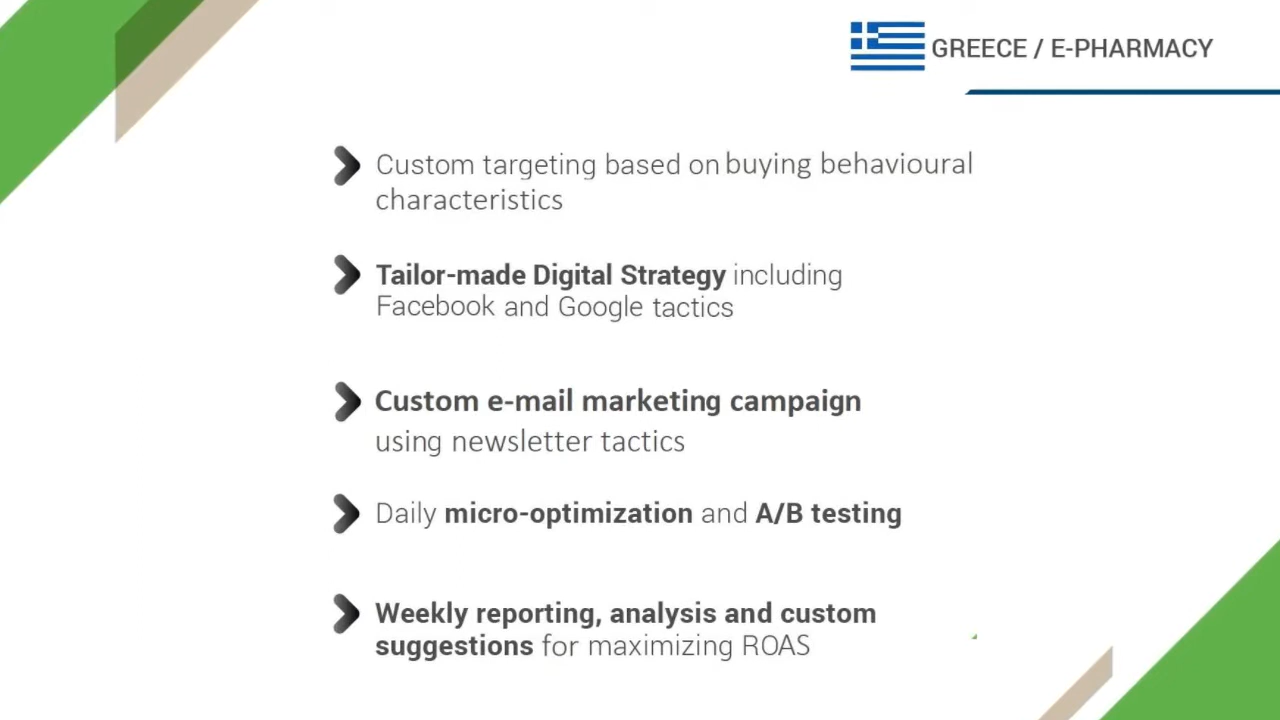 GREECE / E-PHARMACY
Custom targeting based on buying behavioural
characteristics
Tailor-made Digital Strategy including
Facebook and Google tactics
Custom e-mail marketing campaign
using newsletter tactics
Daily micro-optimization and A/B testing
Weekly reporting, analysis and custom
suggestions for maximizing ROAS